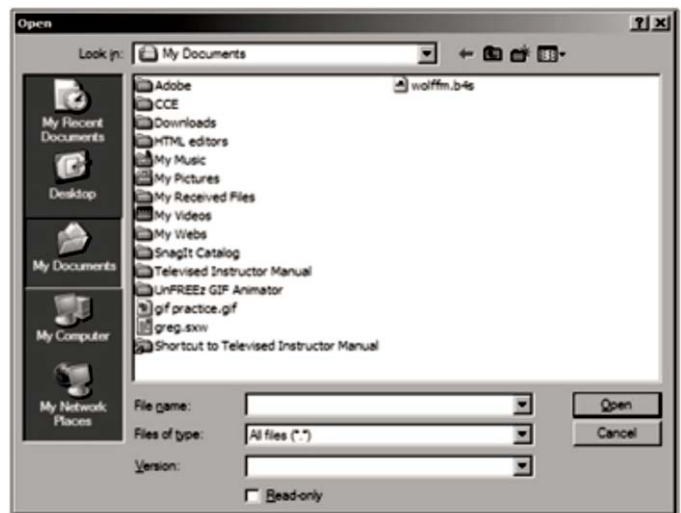 Open
Look in:
My Documents
My Recent
Documents
Desktop
My Documents
My Computer
My Network
Places
Adobe
CCE
Downloads
HTML editors
My Music
My Pictures
My Received Files
My Videos
My Webs
SnagIt Catalog
Televised Instructor Manual
UnFREEz GIF Animator
gif practice.gif
greg.sxw
Shortcut to Televised Instructor Manual
wolffm.b4s
File name:
Files of type:
All files (*.*)
Version:
Read-only
Open
Cancel